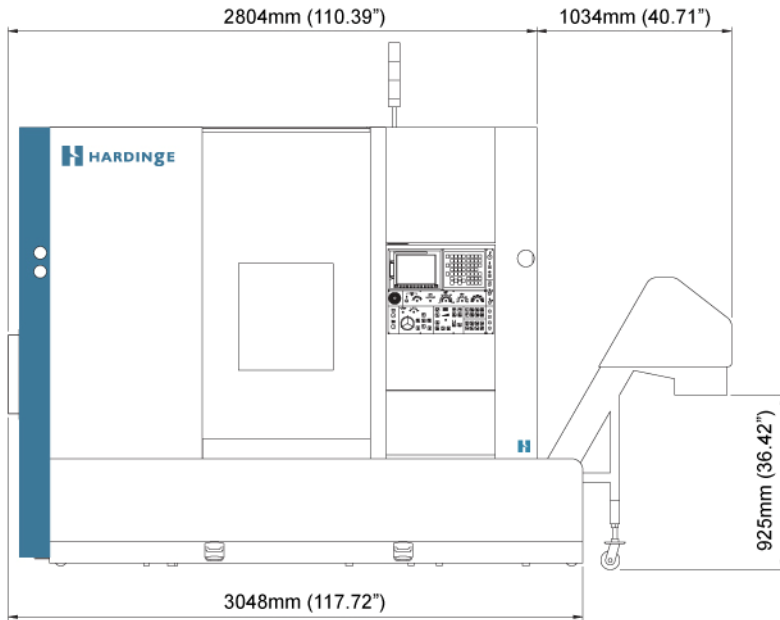 2804mm (110.39”)
1034mm (40.71”)
HARDINGE
925mm (36.42”)
3048mm (117.72”)